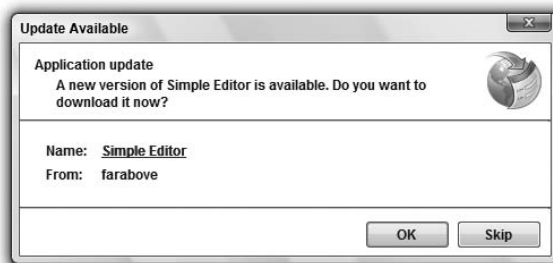 Update Available
Application update
A new version of Simple Editor is available. Do you want to
download it now?
Name: Simple Editor
From: farabove
OK Skip